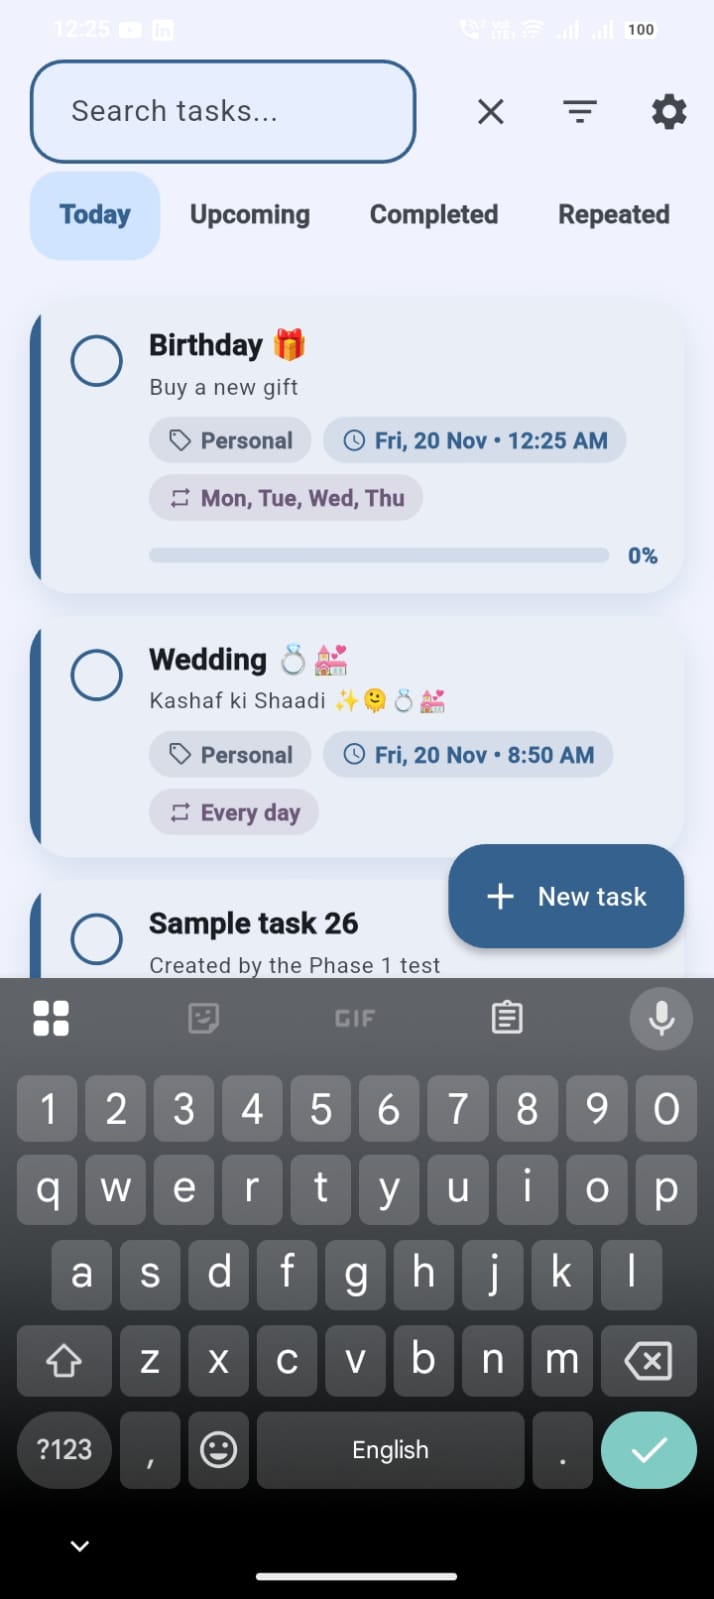 12:25
Vo
LTE1
100
Search tasks...
Today Upcoming Completed Repeated
Birthday 🎁
Buy a new gift
Personal Fri, 20 Nov • 12:25 AM
Mon, Tue, Wed, Thu
0%
Wedding 💍💒
Kashaf ki Shaadi ✨🫠💍💒
Personal Fri, 20 Nov • 8:50 AM
Every day
Sample task 26
+ New task
Created by the Phase 1 test
GIF
1 2 3 4 5 6 7 8 9 0
q w e r t y u i o p
a s d f g h j k l
z x c v b n m
?123 , English .